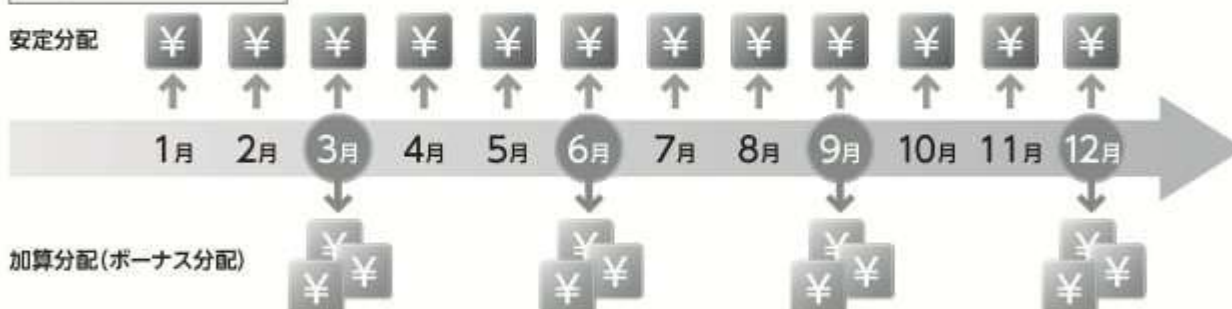 安定分配 ¥ ¥ ¥ ¥ ¥ ¥ ¥ ¥ ¥ ¥ ¥ ¥
1月 2月 3月 4月 5月 6月 7月 8月 9月 10月 11月 12月
加算分配(ボーナス分配) ¥ ¥ ¥ ¥ ¥ ¥ ¥ ¥ ¥ ¥ ¥ ¥